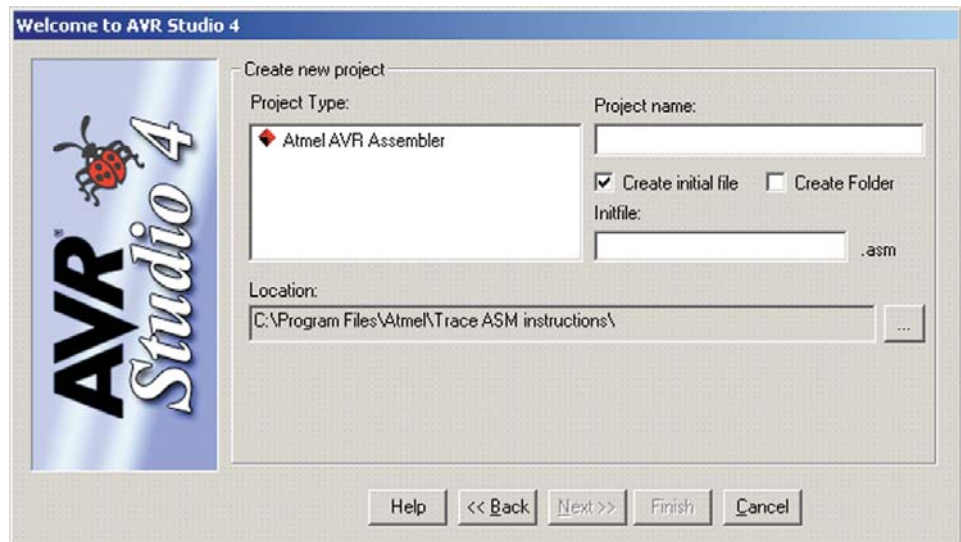 Welcome to AVR Studio 4
AVR® Studio 4
Create new project
Project Type:
Atmel AVR Assembler
Project name:
Create initial file
Create Folder
Initfile:
.asm
Location:
C:\Program Files\Atmel\Trace ASM instructions\
...
Help
<< Back
Next >>
Finish
Cancel